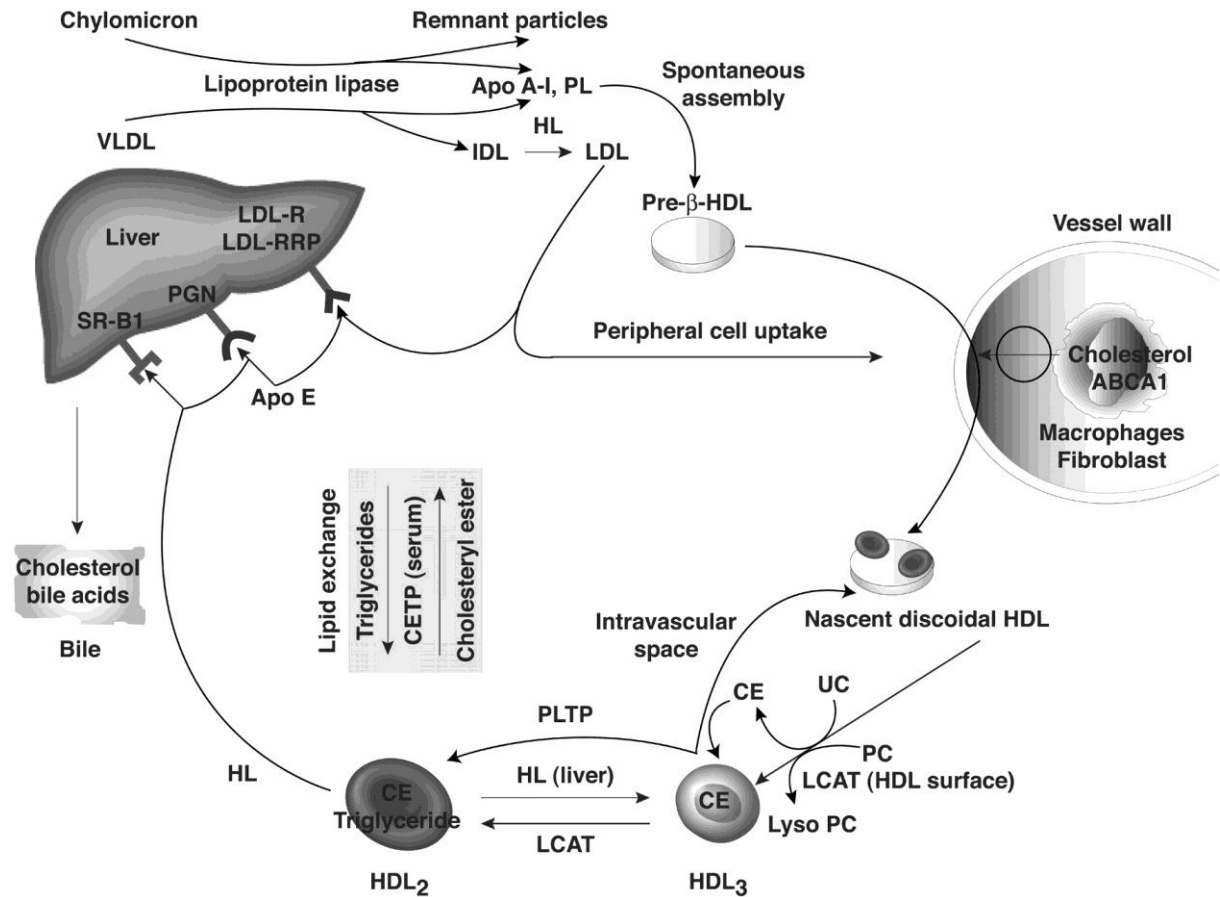 Chylomicron
Remnant particles
Lipoprotein lipase
Apo A-I, PL
Spontaneous
assembly
VLDL
HL
IDL
LDL
Pre-β-HDL
LDL-R
LDL-RRP
Liver
PGN
SR-B1
Apo E
Vessel wall
Peripheral cell uptake
Cholesterol
ABCA1
Macrophages
Fibroblast
Lipid exchange
Triglycerides
CETP (serum)
Cholesteryl ester
Cholesterol
bile acids
Bile
Intravascular
space
Nascent discoidal HDL
CE
UC
PLTP
PC
LCAT (HDL surface)
Lyso PC
HL
HL (liver)
CE
Triglyceride
CE
LCAT
HDL₂
HDL₃